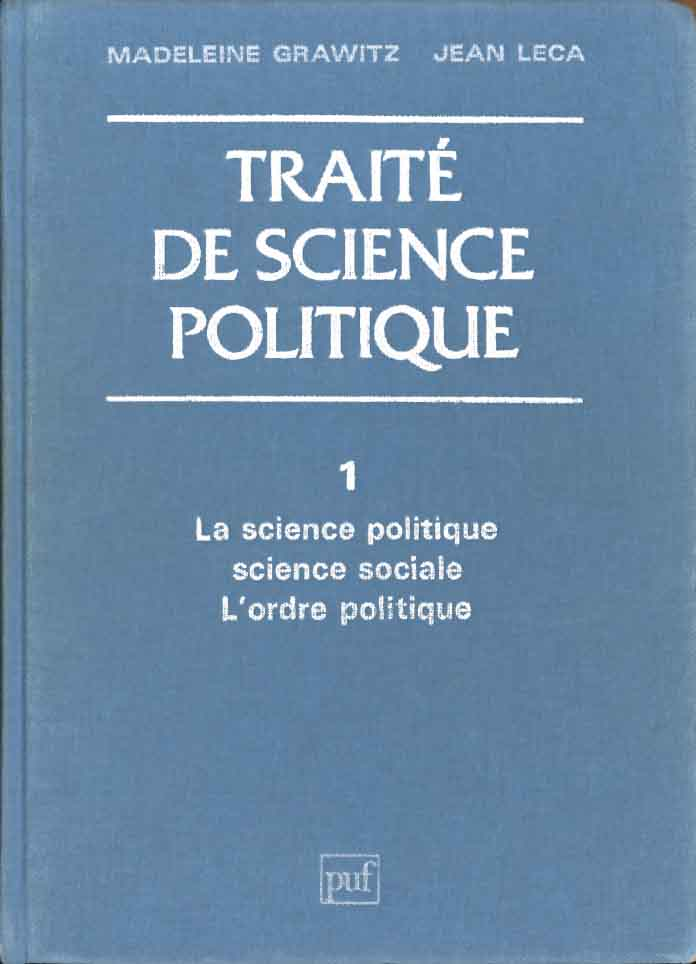 MADELEINE GRAWITZ JEAN LECA
TRAITÉ
DE SCIENCE
POLITIQUE
1
La science politique
science sociale
L'ordre politique
puf